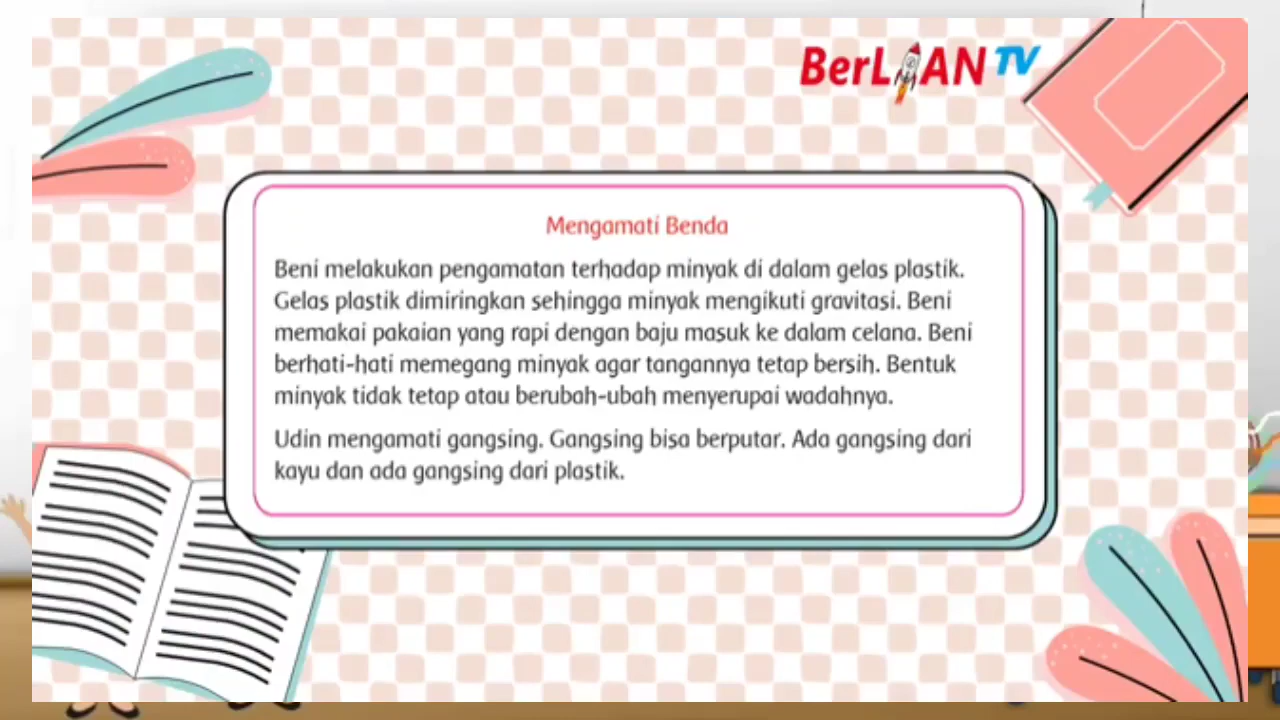 BerLIAN TV
Mengamati Benda
Beni melakukan pengamatan terhadap minyak di dalam gelas plastik.
Gelas plastik dimiringkan sehingga minyak mengikuti gravitasi. Beni
memakai pakaian yang rapi dengan baju masuk ke dalam celana. Beni
berhati-hati memegang minyak agar tangannya tetap bersih. Bentuk
minyak tidak tetap atau berubah-ubah menyerupai wadahnya.
Udin mengamati gangsing. Gangsing bisa berputar. Ada gangsing dari
kayu dan ada gangsing dari plastik.